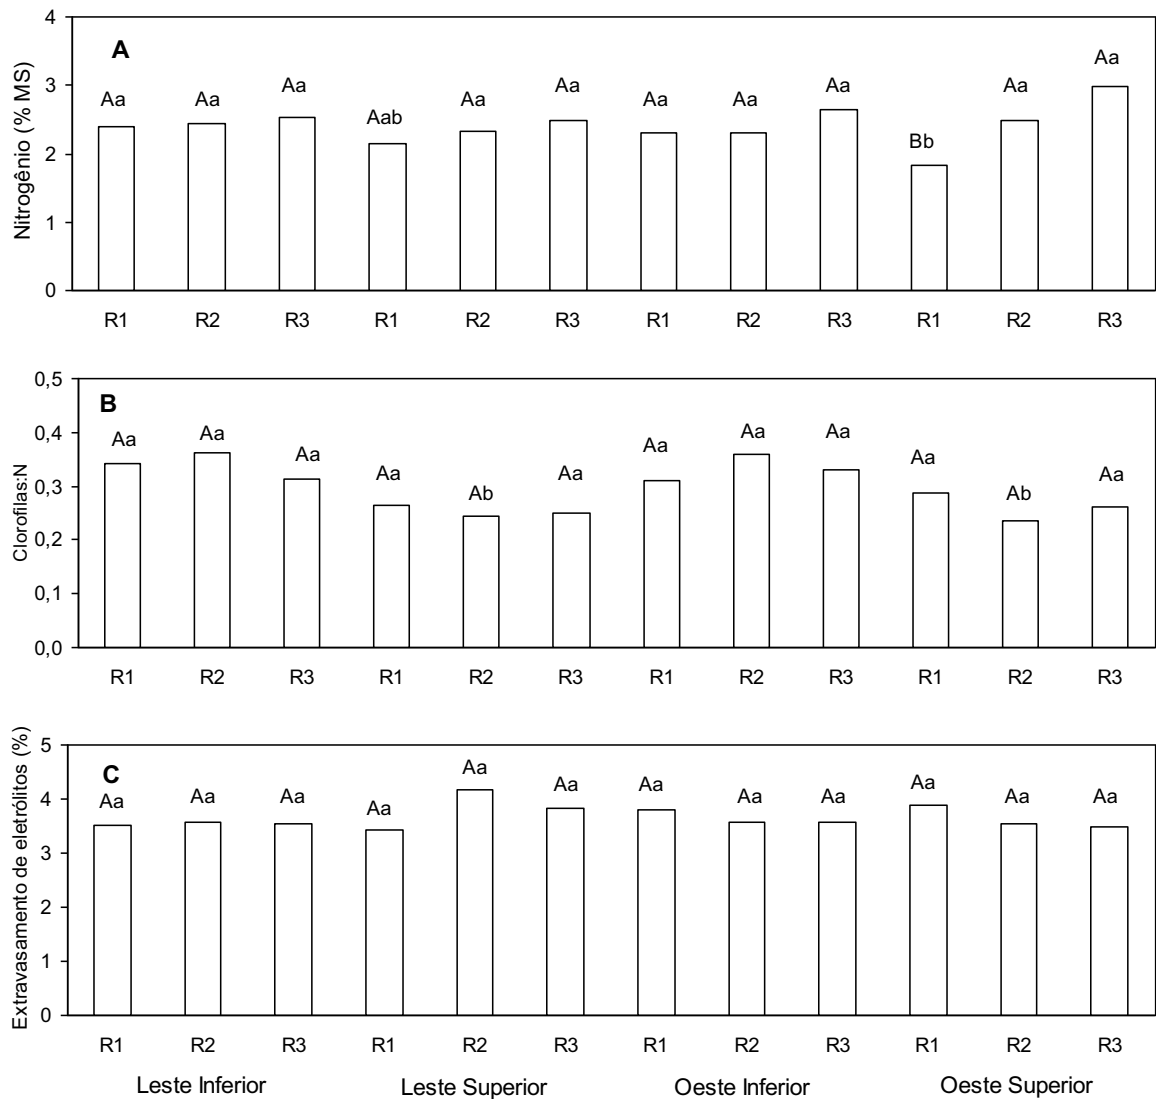 Nitrogênio (% MS)
4
3
2
1
0
A
Aa Aa Aa Aab Aa Aa Aa Aa Aa Bb Aa Aa
R1 R2 R3 R1 R2 R3 R1 R2 R3 R1 R2 R3
Clorofilas:N
0,5
0,4
0,3
0,2
0,1
0,0
B
Aa Aa Aa Aa Ab Aa Aa Aa Aa Aa Ab Aa
R1 R2 R3 R1 R2 R3 R1 R2 R3 R1 R2 R3
Extravasamento de eletrólitos (%)
5
4
3
2
1
0
C
Aa Aa Aa Aa Aa Aa Aa Aa Aa Aa Aa Aa
R1 R2 R3 R1 R2 R3 R1 R2 R3 R1 R2 R3
Leste Inferior Leste Superior Oeste Inferior Oeste Superior